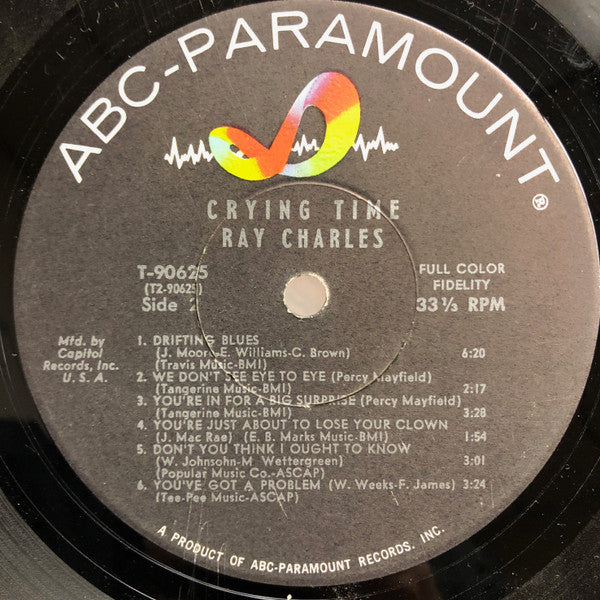 ABC-PARAMOUNT®
CRYING TIME
RAY CHARLES
T-90625
(T2-90625)
Side 2
FULL COLOR
FIDELITY
33⅓ RPM
Mfd. by
Capitol
Records, Inc.
U.S.A.
1. DRIFTING BLUES
(J. Moore-E. Williams-C. Brown) 6:20
(Travis Music-BMI)
2. WE DON'T SEE EYE TO EYE (Percy Mayfield)
(Tangerine Music-BMI) 2:17
3. YOU'RE IN FOR A BIG SURPRISE (Percy Mayfield)
(Tangerine Music-BMI) 3:28
4. YOU'RE JUST ABOUT TO LOSE YOUR CLOWN
(J. Mac Rae) (E. B. Marks Music-BMI) 1:54
5. DON'T YOU THINK I OUGHT TO KNOW
(W. Johnsohn-M. Wettergreen) 3:01
(Popular Music Co.-ASCAP)
6. YOU'VE GOT A PROBLEM (W. Weeks-F. James) 3:24
(Tee-Pee Music-ASCAP)
A PRODUCT OF ABC-PARAMOUNT RECORDS, INC.